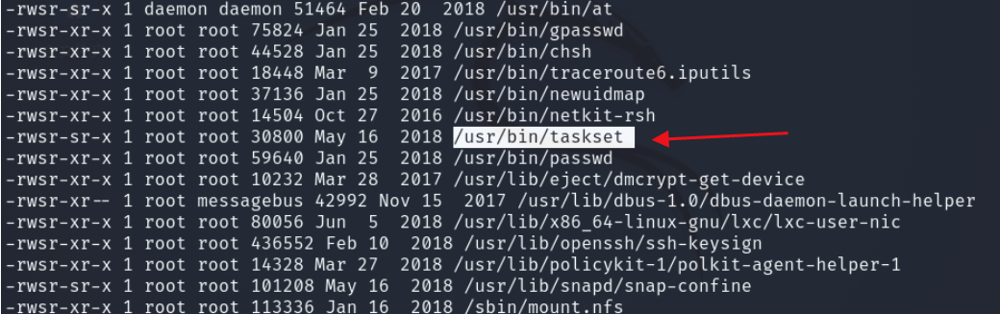 -rwsr-sr-x 1 daemon daemon 51464 Feb 20  2018 /usr/bin/at
-rwsr-xr-x 1 root root 75824 Jan 25  2018 /usr/bin/gpasswd
-rwsr-xr-x 1 root root 44528 Jan 25  2018 /usr/bin/chsh
-rwsr-xr-x 1 root root 18448 Mar  9  2017 /usr/bin/traceroute6.iputils
-rwsr-xr-x 1 root root 37136 Jan 25  2018 /usr/bin/newuidmap
-rwsr-xr-x 1 root root 14504 Oct 27  2016 /usr/bin/netkit-rsh
-rwsr-sr-x 1 root root 30800 May 16  2018 /usr/bin/taskset
-rwsr-xr-x 1 root root 59640 Jan 25  2018 /usr/bin/passwd
-rwsr-xr-x 1 root root 10232 Mar 28  2017 /usr/lib/eject/dmcrypt-get-device
-rwsr-xr-- 1 root messagebus 42992 Nov 15  2017 /usr/lib/dbus-1.0/dbus-daemon-launch-helper
-rwsr-xr-x 1 root root 80056 Jun  5  2018 /usr/lib/x86_64-linux-gnu/lxc/lxc-user-nic
-rwsr-xr-x 1 root root 436552 Feb 10  2018 /usr/lib/openssh/ssh-keysign
-rwsr-xr-x 1 root root 14328 Mar 27  2018 /usr/lib/policykit-1/polkit-agent-helper-1
-rwsr-sr-x 1 root root 101208 May 16  2018 /usr/lib/snapd/snap-confine
-rwsr-xr-x 1 root root 113336 Jan 16  2018 /sbin/mount.nfs